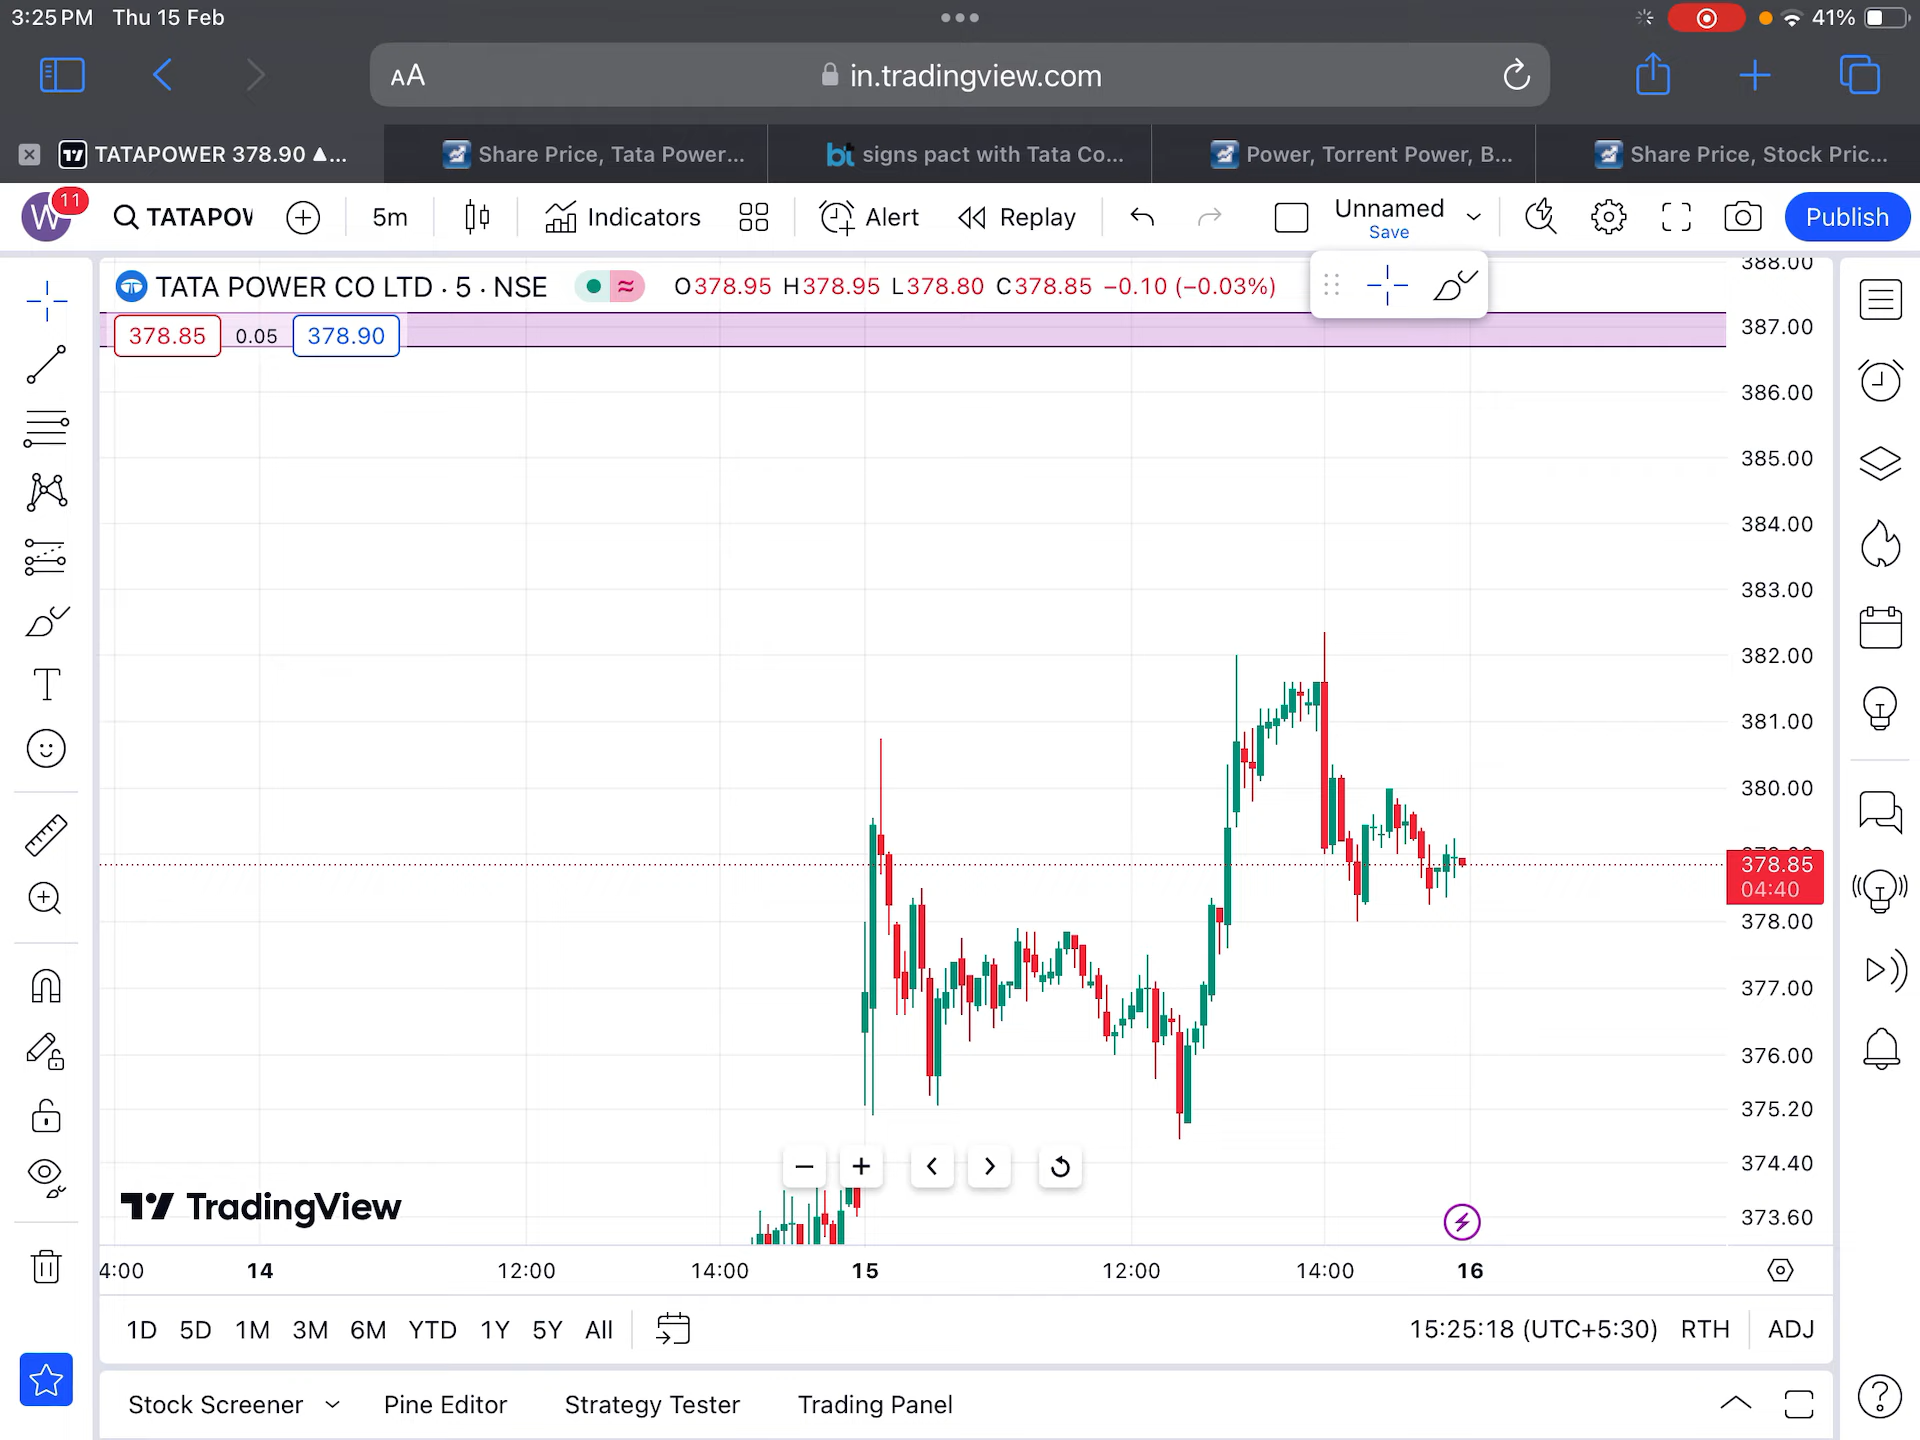 3:25 PM Thu 15 Feb
41%
AA in.tradingview.com
TATAPOWER 378.90 ▲...
Share Price, Tata Power...
bt signs pact with Tata Co...
Power, Torrent Power, B...
Share Price, Stock Pric...
W 11
TATAPOW
5m
Indicators
Alert
Replay
Unnamed
Save
Publish
TATA POWER CO LTD · 5 · NSE
O378.95 H378.95 L378.80 C378.85 −0.10 (−0.03%)
378.85 0.05 378.90
388.00
387.00
386.00
385.00
384.00
383.00
382.00
381.00
380.00
378.85
04:40
378.00
377.00
376.00
375.20
374.40
373.60
TradingView
4:00 14 12:00 14:00 15 12:00 14:00 16
1D 5D 1M 3M 6M YTD 1Y 5Y All
15:25:18 (UTC+5:30) RTH ADJ
Stock Screener Pine Editor Strategy Tester Trading Panel